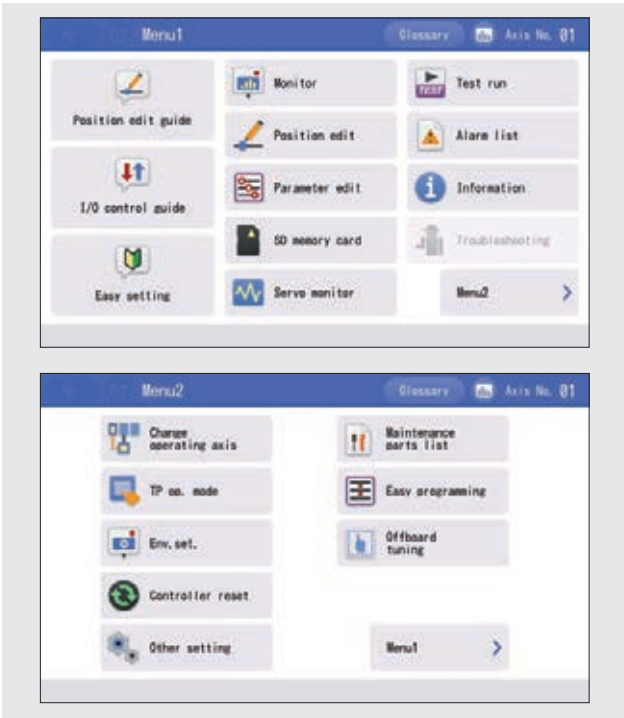 Menu1
Glossary
Axis No. 01
Position edit guide
I/O control guide
Easy setting
Monitor
Position edit
Parameter edit
SD memory card
Servo monitor
TEST
Test run
Alarm list
Information
Troubleshooting
Menu2
Menu2
Glossary
Axis No. 01
Change
operating axis
TP op. mode
Env. set.
Controller reset
Other setting
Maintenance
parts list
Easy programming
Offboard
tuning
Menu1